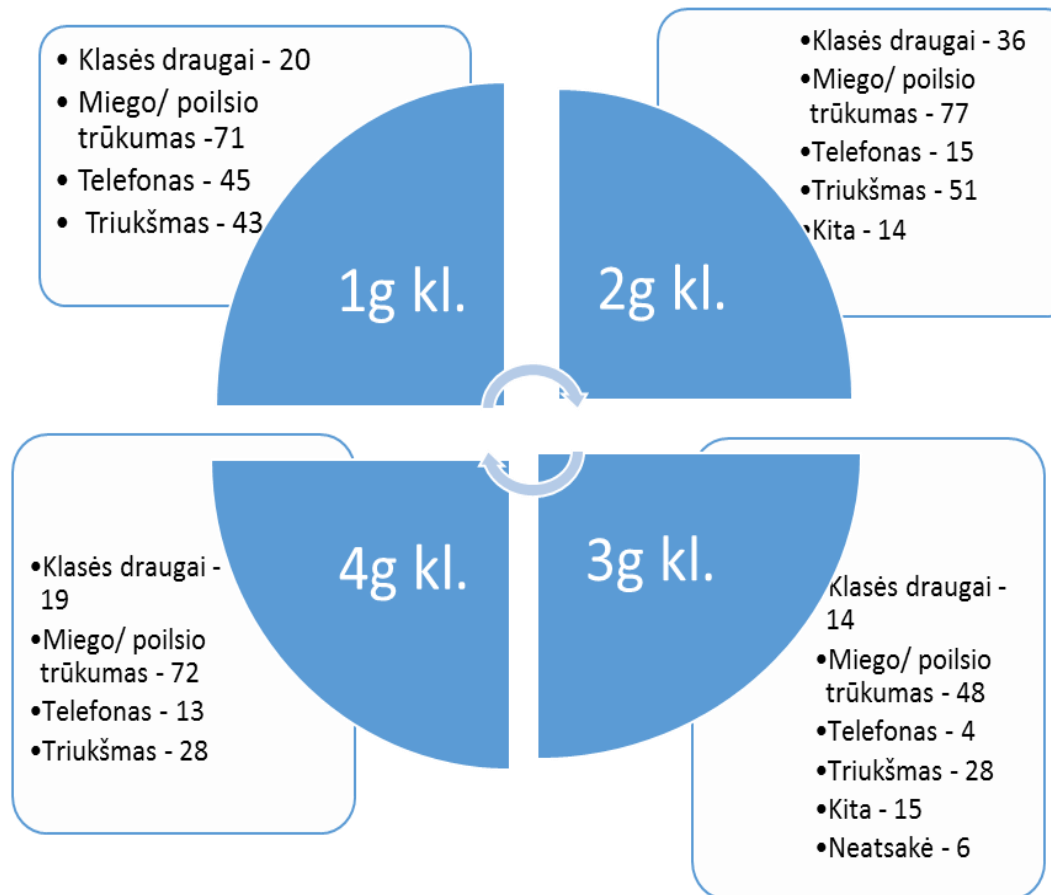 • Klasės draugai - 20
• Miego/ poilsio
trūkumas -71
• Telefonas - 45
• Triukšmas - 43
1g kl.
•Klasės draugai - 36
•Miego/ poilsio
trūkumas - 77
•Telefonas - 15
•Triukšmas - 51
•Kita - 14
2g kl.
•Klasės draugai -
19
•Miego/ poilsio
trūkumas - 72
•Telefonas - 13
•Triukšmas - 28
4g kl.
3g kl.
Klasės draugai -
14
•Miego/ poilsio
trūkumas - 48
•Telefonas - 4
•Triukšmas - 28
•Kita - 15
•Neatsakė - 6